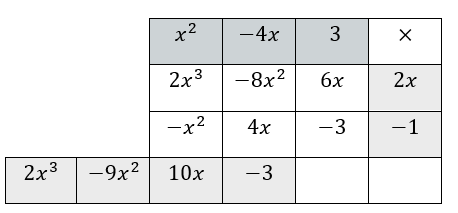 x² −4x 3 ×
2x³ −8x² 6x 2x
−x² 4x −3 −1
2x³ −9x² 10x −3